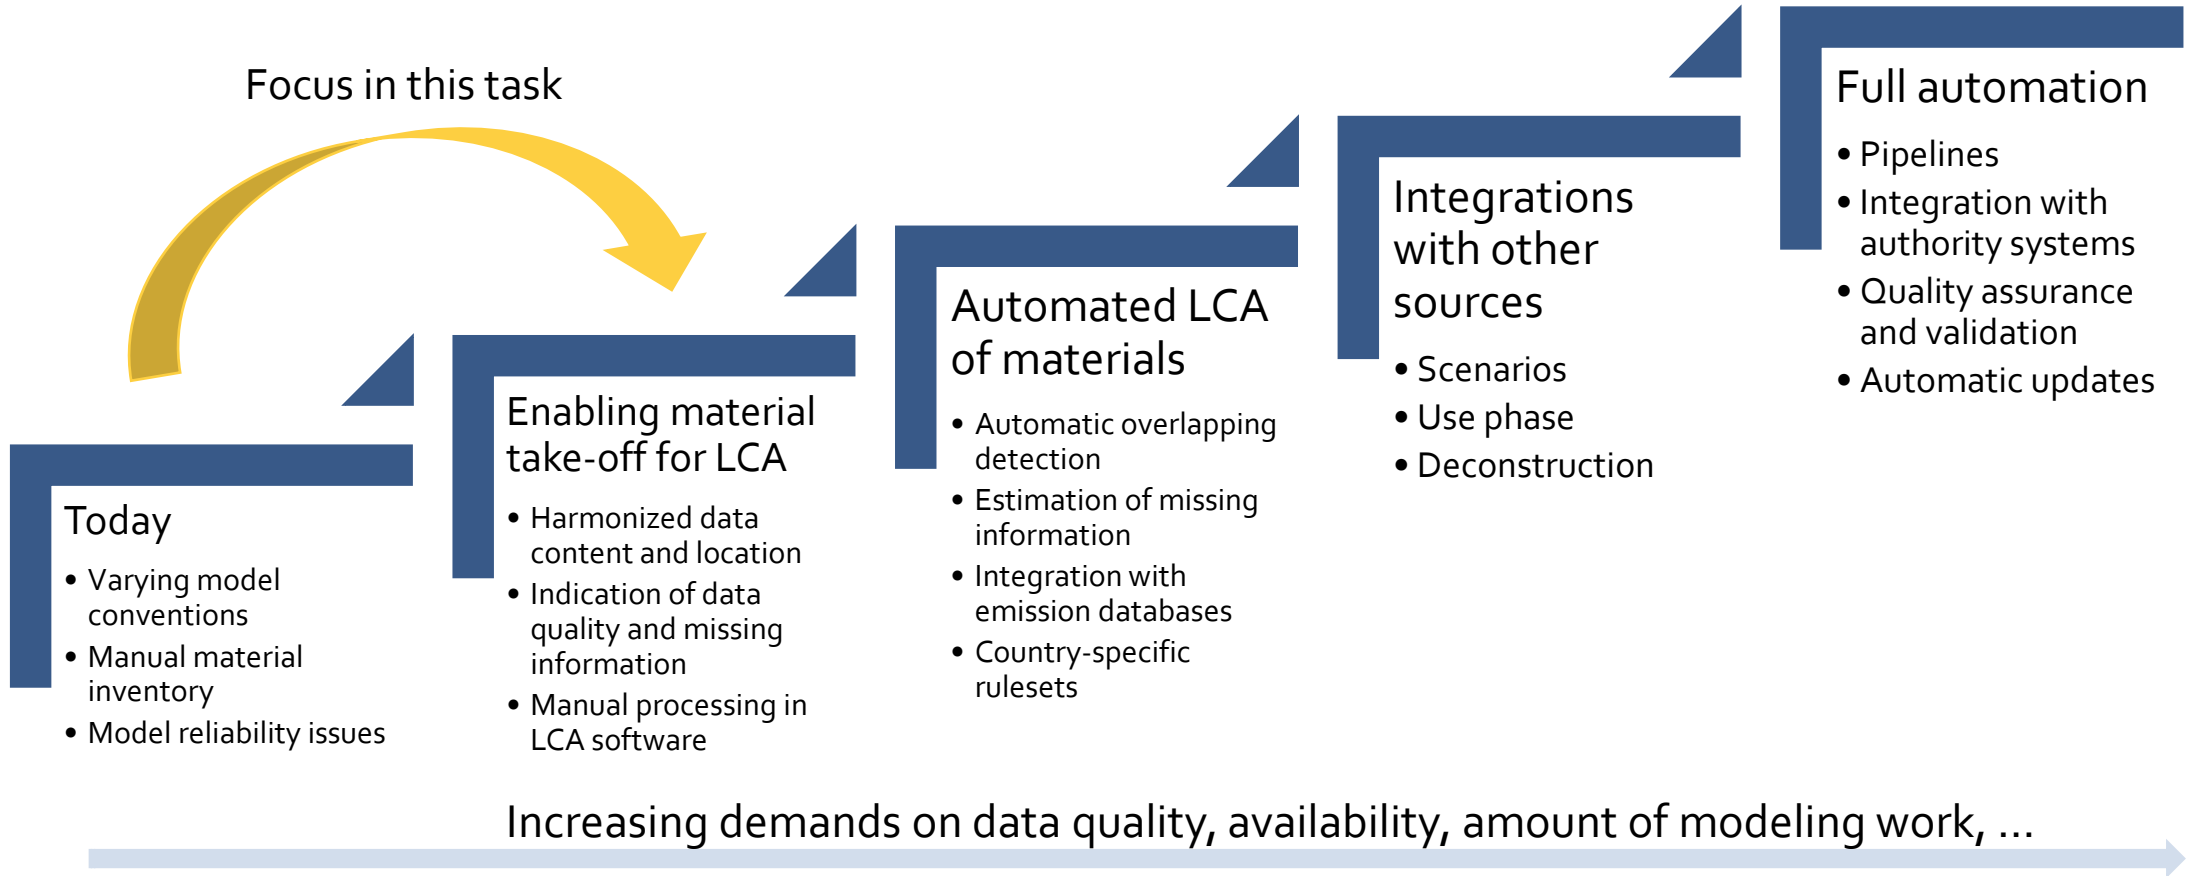 Focus in this task
Today
• Varying model
conventions
• Manual material
inventory
• Model reliability issues
Enabling material
take-off for LCA
• Harmonized data
content and location
• Indication of data
quality and missing
information
• Manual processing in
LCA software
Automated LCA
of materials
• Automatic overlapping
detection
• Estimation of missing
information
• Integration with
emission databases
• Country-specific
rulesets
Integrations
with other
sources
• Scenarios
• Use phase
• Deconstruction
Full automation
• Pipelines
• Integration with
authority systems
• Quality assurance
and validation
• Automatic updates
Increasing demands on data quality, availability, amount of modeling work, ...